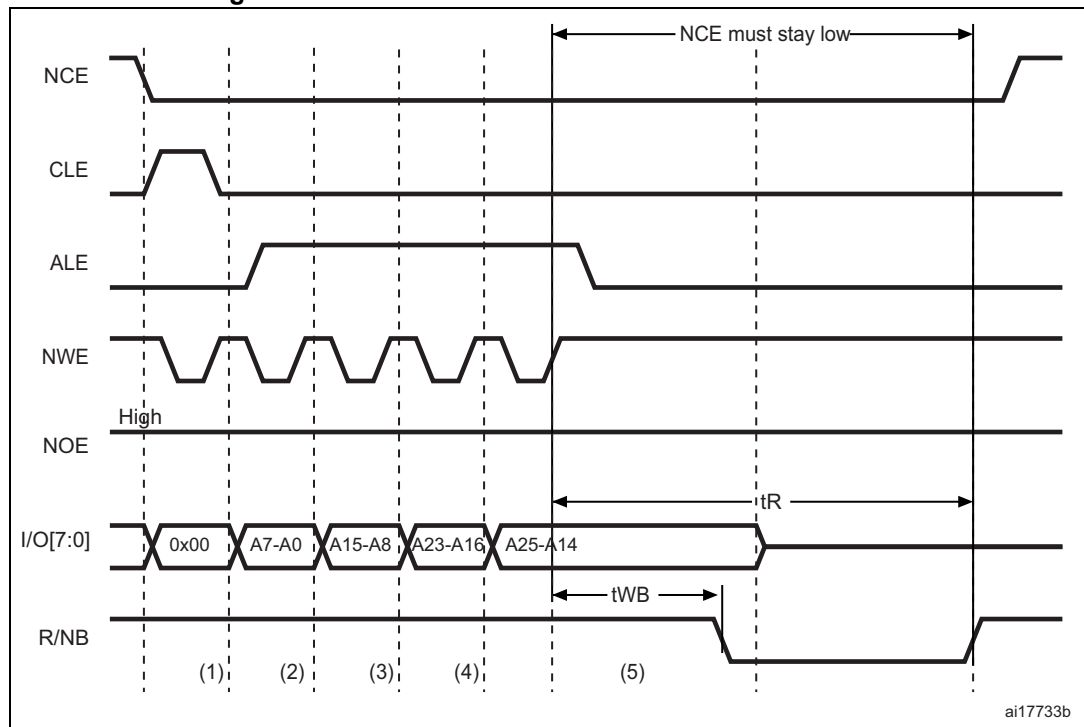 g
NCE must stay low
NCE
CLE
ALE
NWE
High
NOE
tR
I/O[7:0]
0x00
A7-A0
A15-A8
A23-A16
A25-A14
tWB
R/NB
(1)
(2)
(3)
(4)
(5)
ai17733b